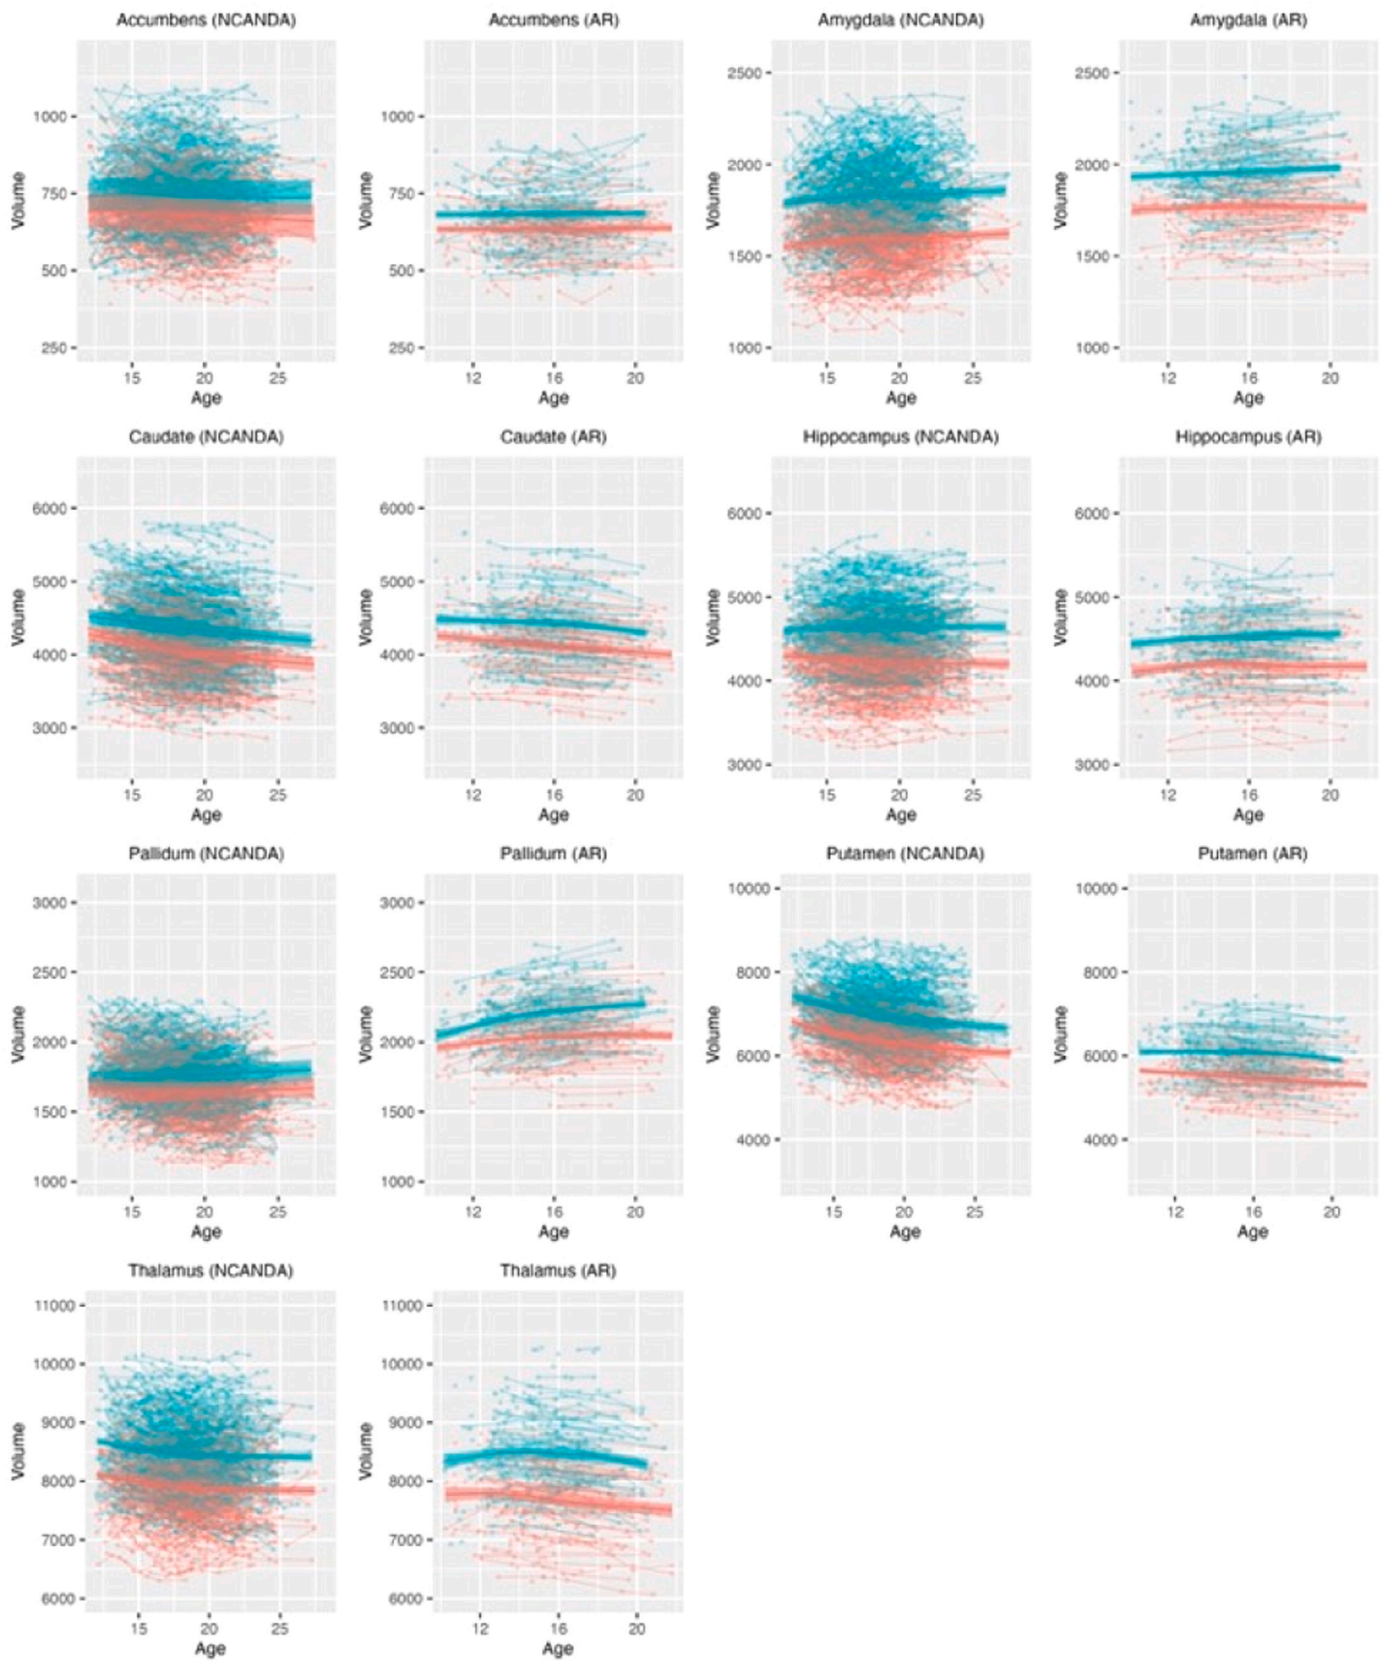 Accumbens (NCANDA) Accumbens (AR) Amygdala (NCANDA) Amygdala (AR)
1000 1000 2500 2500
750 750 2000 2000
500 500 1500 1500
250 250 1000 1000
Volume Volume Volume Volume
15 20 25 12 16 20 15 20 25 12 16 20
Age Age Age Age
Caudate (NCANDA) Caudate (AR) Hippocampus (NCANDA) Hippocampus (AR)
6000 6000 6000 6000
5000 5000 5000 5000
4000 4000 4000 4000
3000 3000 3000 3000
Volume Volume Volume Volume
15 20 25 12 16 20 15 20 25 12 16 20
Age Age Age Age
Pallidum (NCANDA) Pallidum (AR) Putamen (NCANDA) Putamen (AR)
3000 3000 10000 10000
2500 2500 8000 8000
2000 2000 6000 6000
1500 1500 4000 4000
1000 1000
Volume Volume Volume Volume
15 20 25 12 16 20 15 20 25 12 16 20
Age Age Age Age
Thalamus (NCANDA) Thalamus (AR)
11000 11000
10000 10000
9000 9000
8000 8000
7000 7000
6000 6000
Volume Volume
15 20 25 12 16 20
Age Age